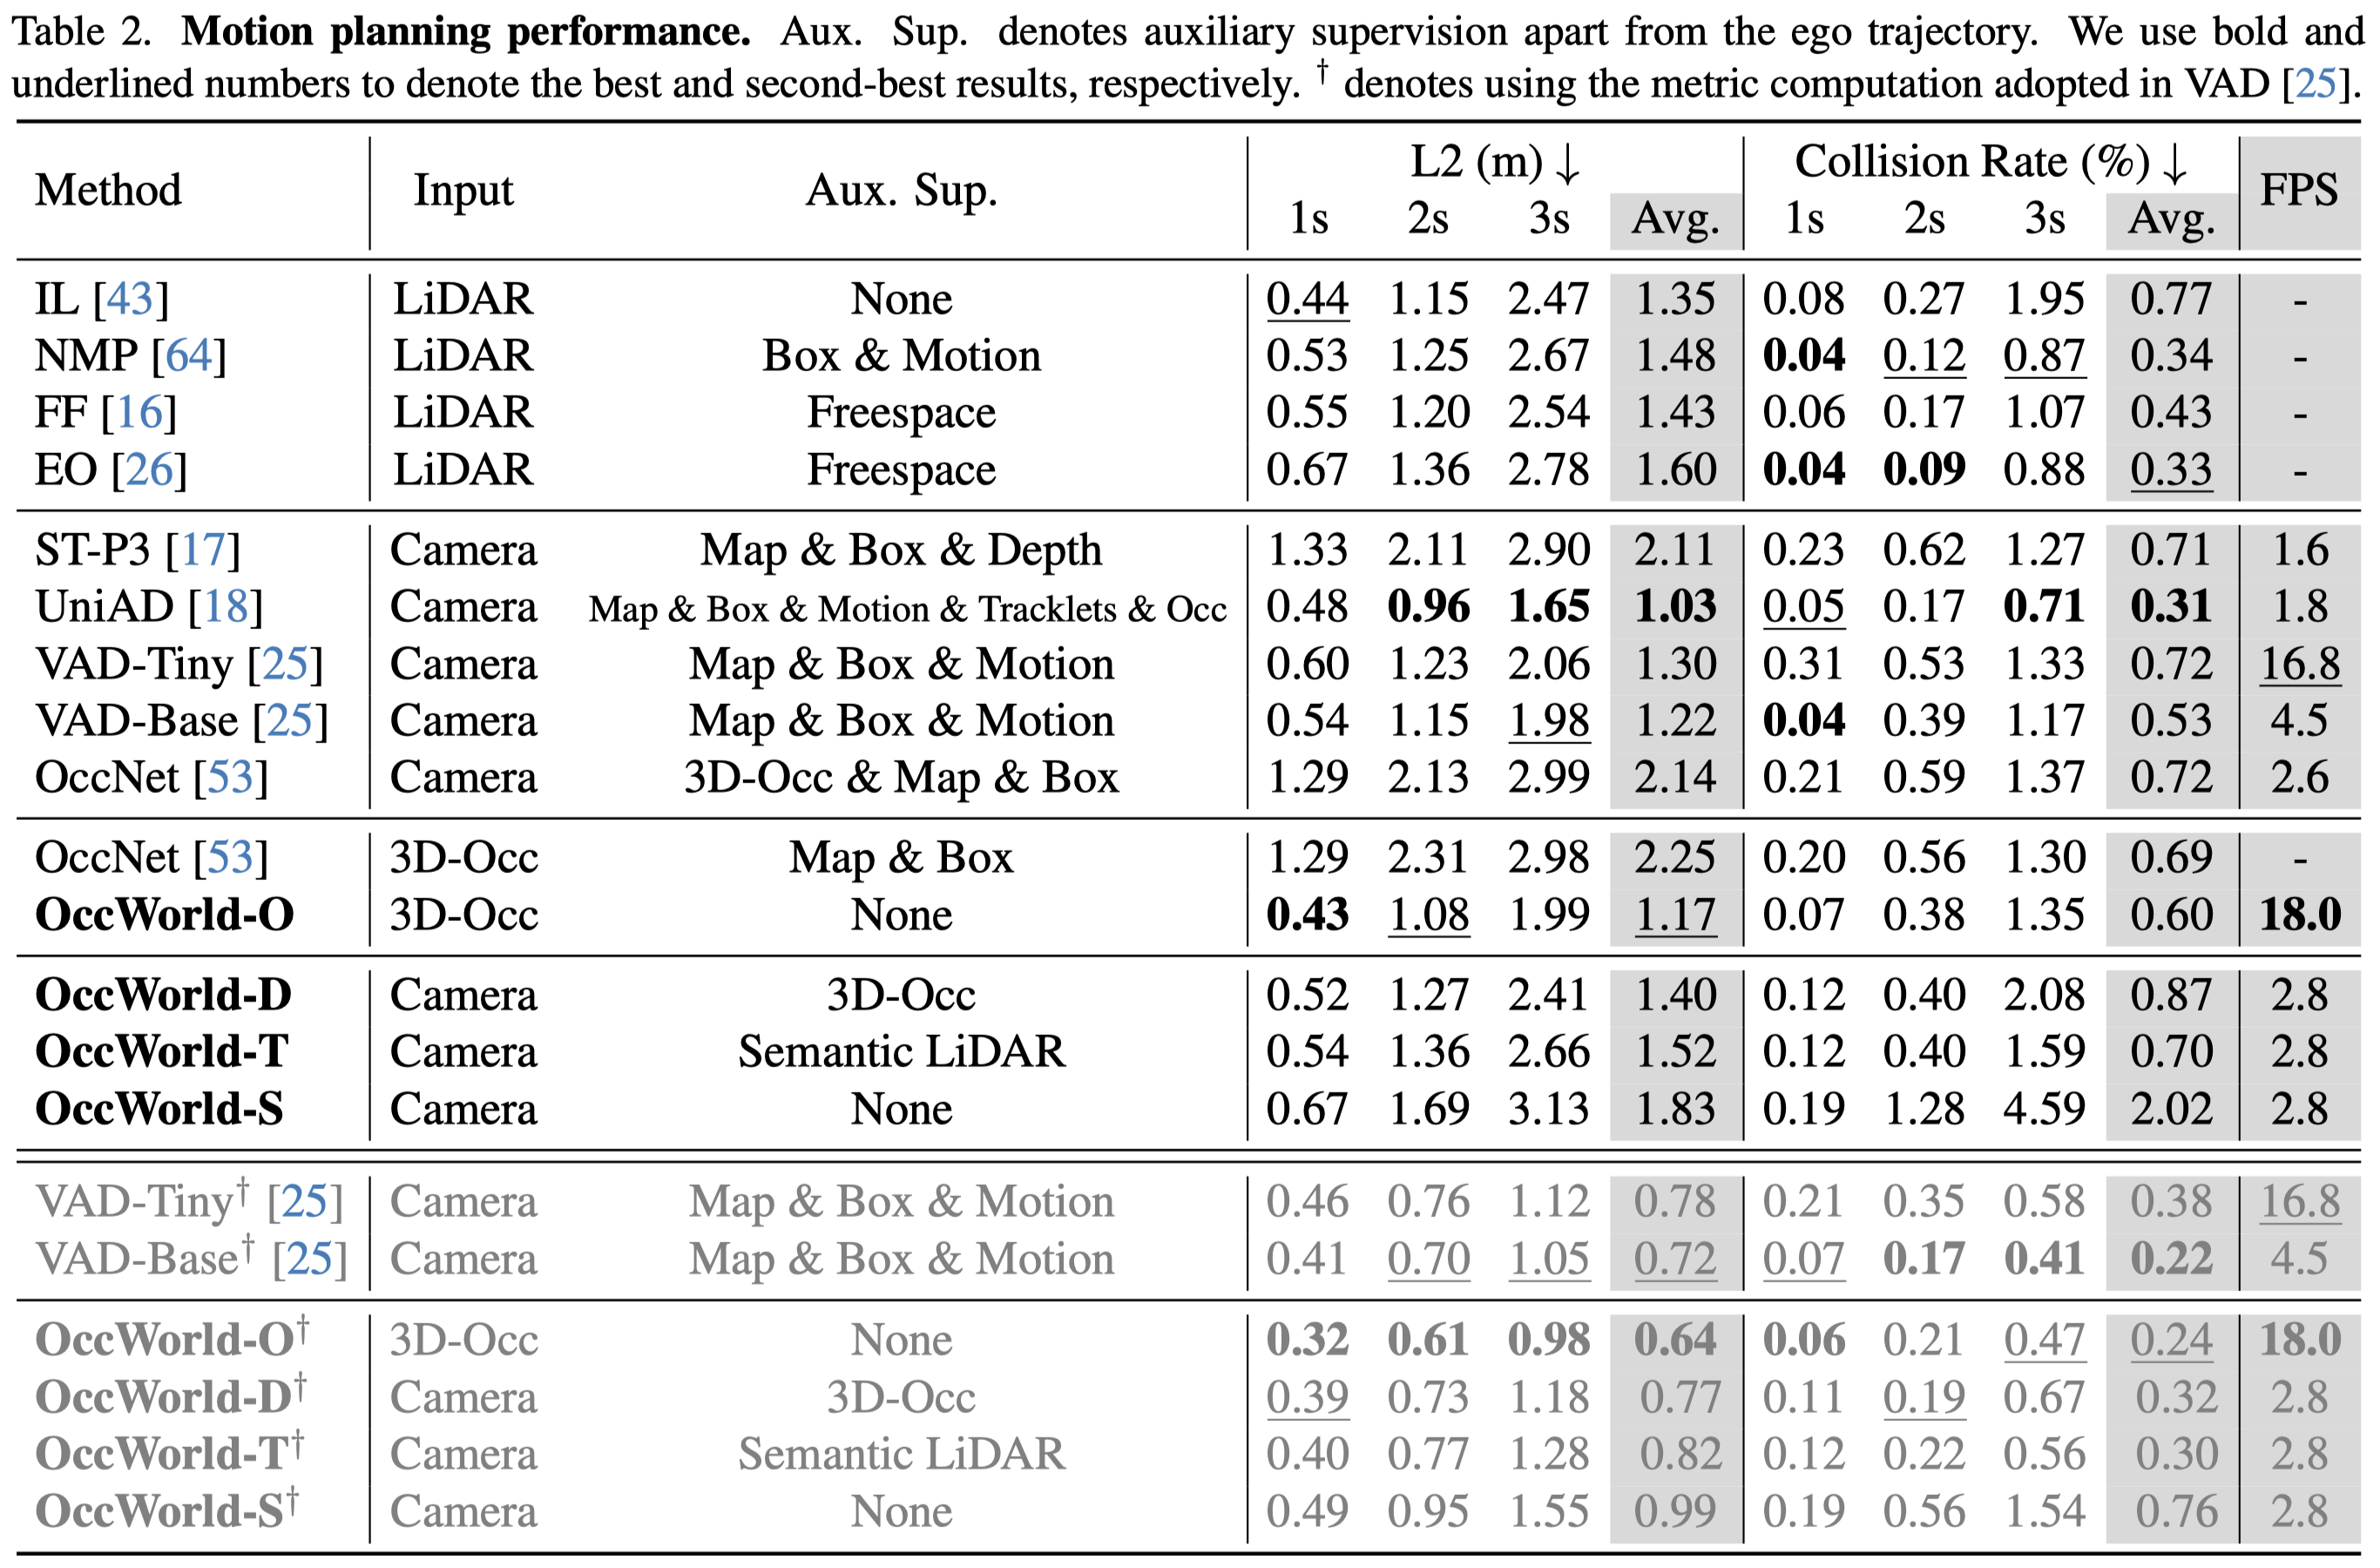 Table 2. Motion planning performance. Aux. Sup. denotes auxiliary supervision apart from the ego trajectory. We use bold and
underlined numbers to denote the best and second-best results, respectively. † denotes using the metric computation adopted in VAD [25].
Method Input Aux. Sup. L2 (m) ↓ Collision Rate (%) ↓ FPS
1s 2s 3s Avg. 1s 2s 3s Avg.
IL [43] LiDAR None 0.44 1.15 2.47 1.35 0.08 0.27 1.95 0.77 -
NMP [64] LiDAR Box & Motion 0.53 1.25 2.67 1.48 0.04 0.12 0.87 0.34 -
FF [16] LiDAR Freespace 0.55 1.20 2.54 1.43 0.06 0.17 1.07 0.43 -
EO [26] LiDAR Freespace 0.67 1.36 2.78 1.60 0.04 0.09 0.88 0.33 -
ST-P3 [17] Camera Map & Box & Depth 1.33 2.11 2.90 2.11 0.23 0.62 1.27 0.71 1.6
UniAD [18] Camera Map & Box & Motion & Tracklets & Occ 0.48 0.96 1.65 1.03 0.05 0.17 0.71 0.31 1.8
VAD-Tiny [25] Camera Map & Box & Motion 0.60 1.23 2.06 1.30 0.31 0.53 1.33 0.72 16.8
VAD-Base [25] Camera Map & Box & Motion 0.54 1.15 1.98 1.22 0.04 0.39 1.17 0.53 4.5
OccNet [53] Camera 3D-Occ & Map & Box 1.29 2.13 2.99 2.14 0.21 0.59 1.37 0.72 2.6
OccNet [53] 3D-Occ Map & Box 1.29 2.31 2.98 2.25 0.20 0.56 1.30 0.69 -
OccWorld-O 3D-Occ None 0.43 1.08 1.99 1.17 0.07 0.38 1.35 0.60 18.0
OccWorld-D Camera 3D-Occ 0.52 1.27 2.41 1.40 0.12 0.40 2.08 0.87 2.8
OccWorld-T Camera Semantic LiDAR 0.54 1.36 2.66 1.52 0.12 0.40 1.59 0.70 2.8
OccWorld-S Camera None 0.67 1.69 3.13 1.83 0.19 1.28 4.59 2.02 2.8
VAD-Tiny† [25] Camera Map & Box & Motion 0.46 0.76 1.12 0.78 0.21 0.35 0.58 0.38 16.8
VAD-Base† [25] Camera Map & Box & Motion 0.41 0.70 1.05 0.72 0.07 0.17 0.41 0.22 4.5
OccWorld-O† 3D-Occ None 0.32 0.61 0.98 0.64 0.06 0.21 0.47 0.24 18.0
OccWorld-D† Camera 3D-Occ 0.39 0.73 1.18 0.77 0.11 0.19 0.67 0.32 2.8
OccWorld-T† Camera Semantic LiDAR 0.40 0.77 1.28 0.82 0.12 0.22 0.56 0.30 2.8
OccWorld-S† Camera None 0.49 0.95 1.55 0.99 0.19 0.56 1.54 0.76 2.8